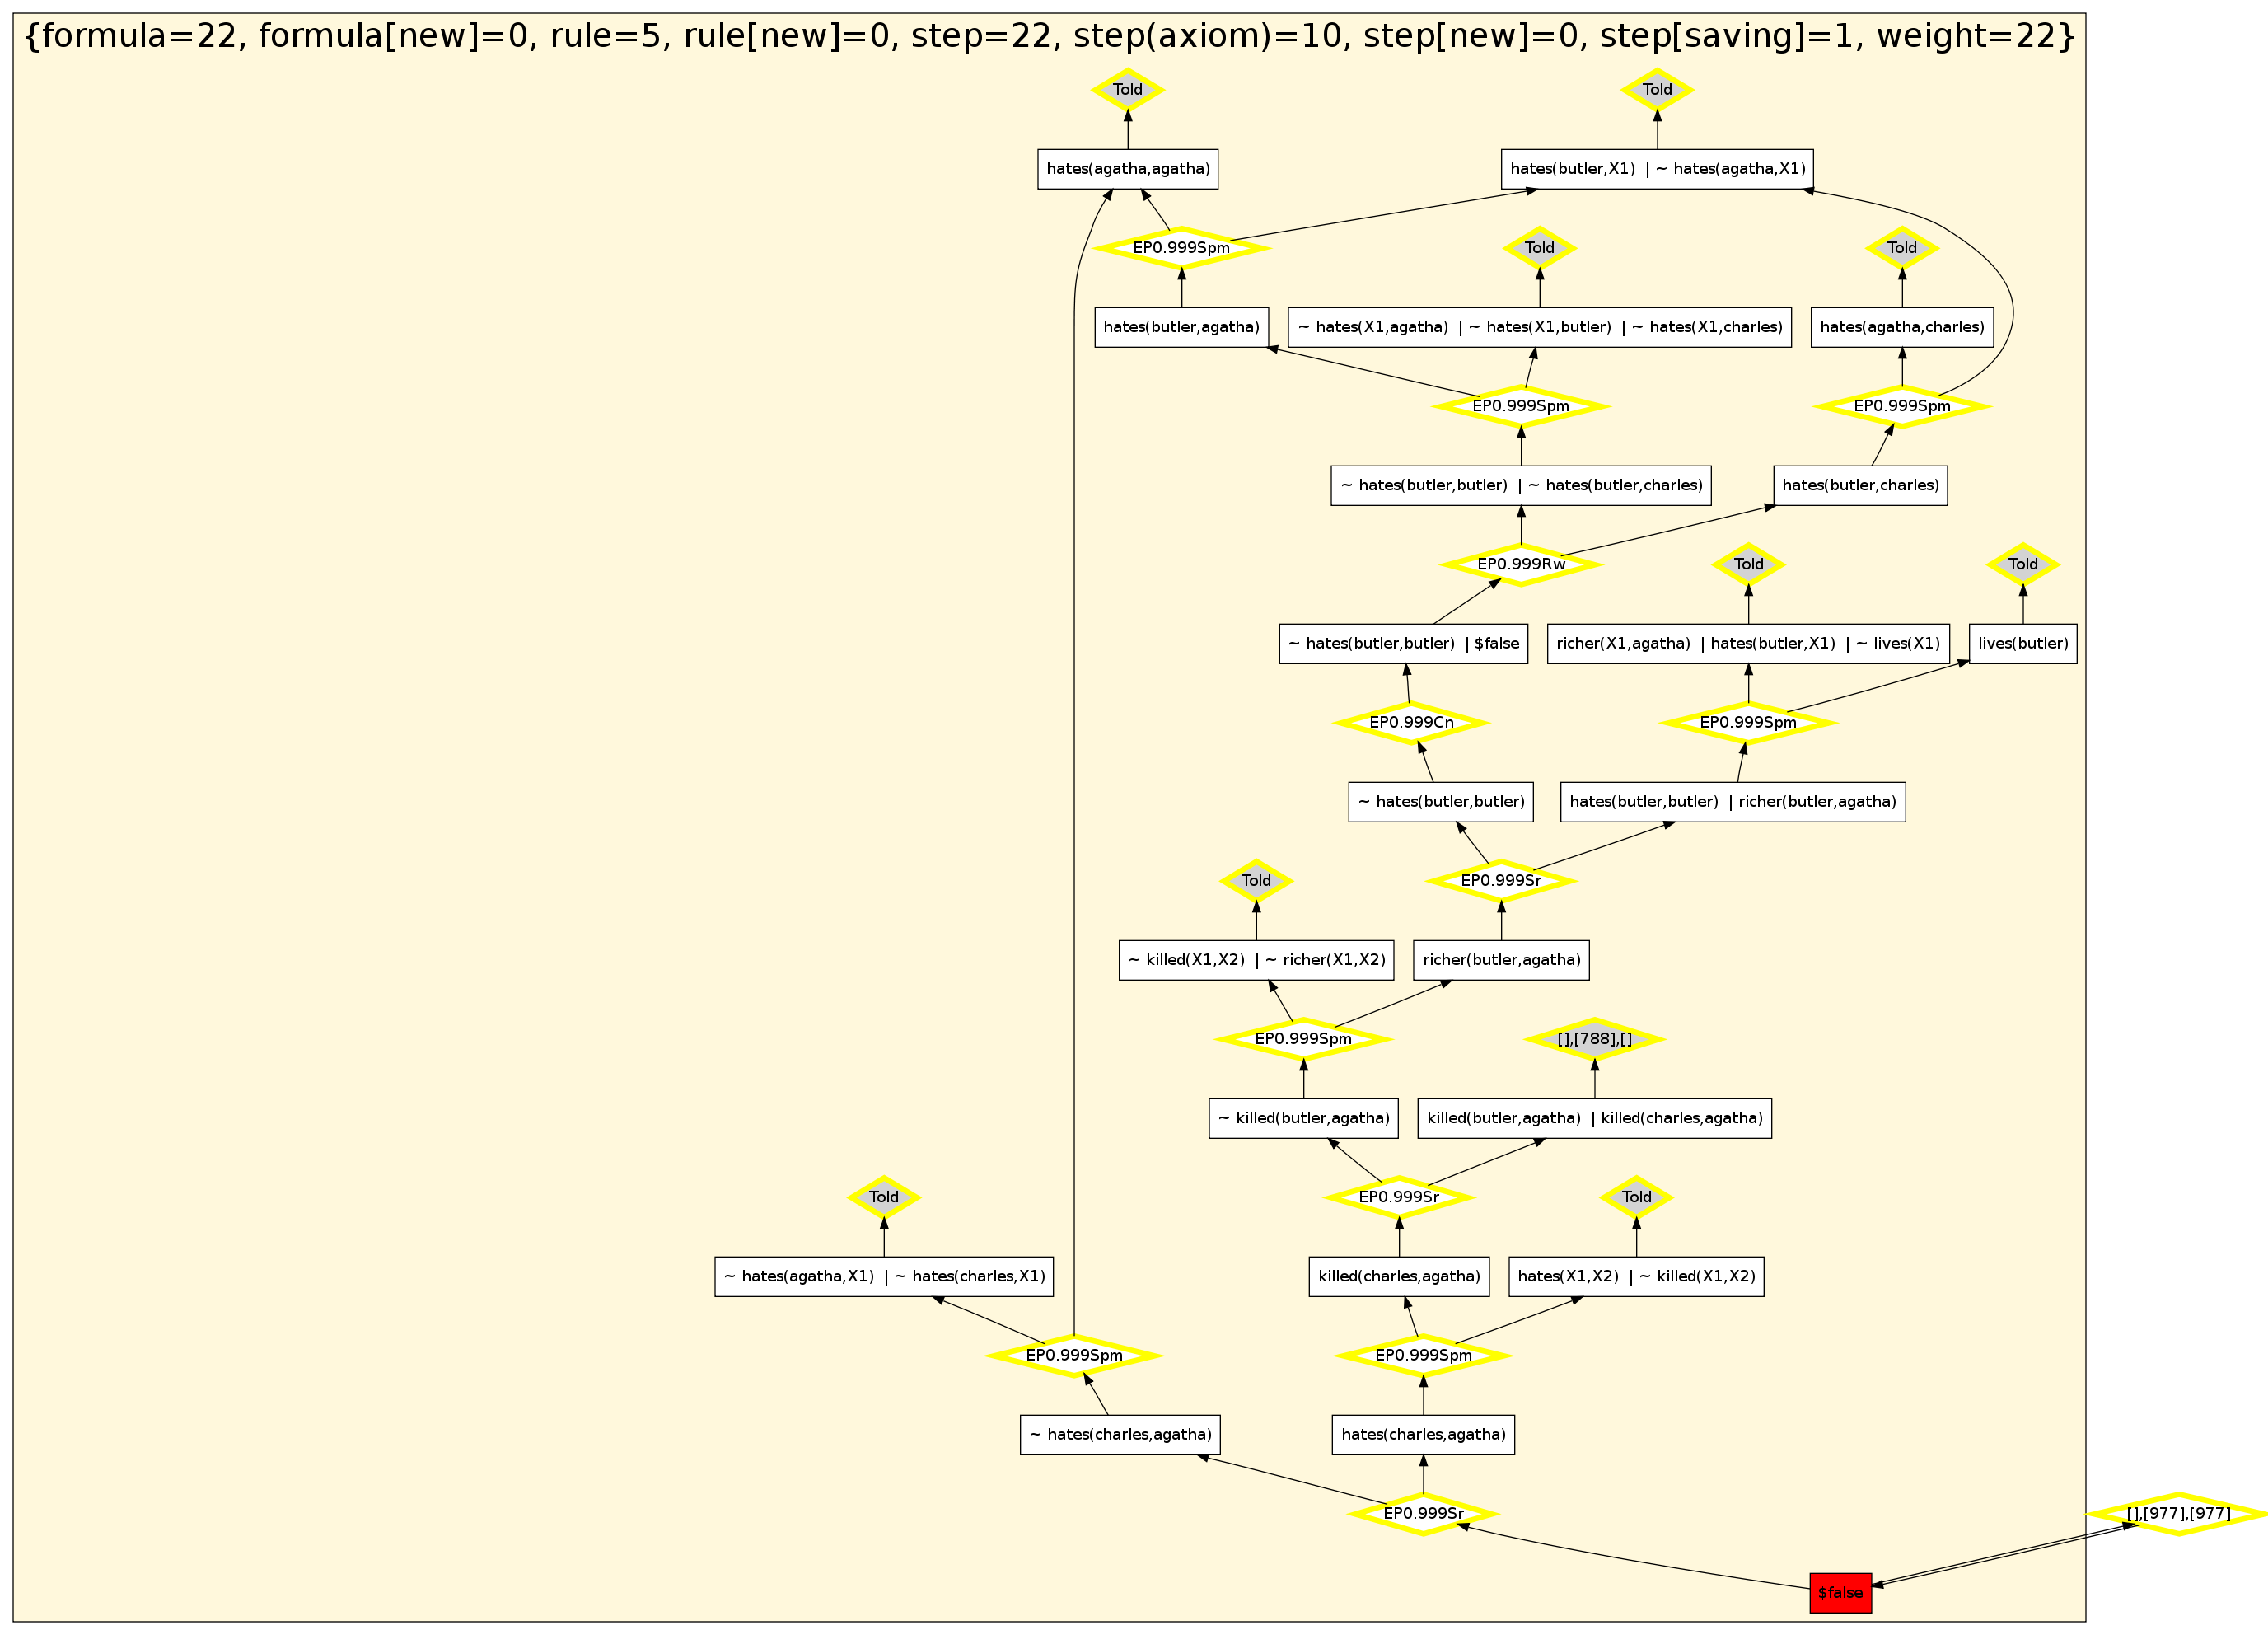 {formula=22, formula[new]=0, rule=5, rule[new]=0, step=22, step(axiom)=10, step[new]=0, step[saving]=1, weight=22}
Told
Told
hates(agatha,agatha)
hates(butler,X1) | ~ hates(agatha,X1)
EP0.999Spm
Told
Told
hates(butler,agatha)
~ hates(X1,agatha) | ~ hates(X1,butler) | ~ hates(X1,charles)
hates(agatha,charles)
EP0.999Spm
EP0.999Spm
~ hates(butler,butler) | ~ hates(butler,charles)
hates(butler,charles)
EP0.999Rw
Told
Told
~ hates(butler,butler) | $false
richer(X1,agatha) | hates(butler,X1) | ~ lives(X1)
lives(butler)
EP0.999Cn
EP0.999Spm
~ hates(butler,butler)
hates(butler,butler) | richer(butler,agatha)
Told
EP0.999Sr
~ killed(X1,X2) | ~ richer(X1,X2)
richer(butler,agatha)
EP0.999Spm
[],[788],[]
~ killed(butler,agatha)
killed(butler,agatha) | killed(charles,agatha)
Told
EP0.999Sr
Told
~ hates(agatha,X1) | ~ hates(charles,X1)
killed(charles,agatha)
hates(X1,X2) | ~ killed(X1,X2)
EP0.999Spm
EP0.999Spm
~ hates(charles,agatha)
hates(charles,agatha)
EP0.999Sr
[],[977],[977]
$false